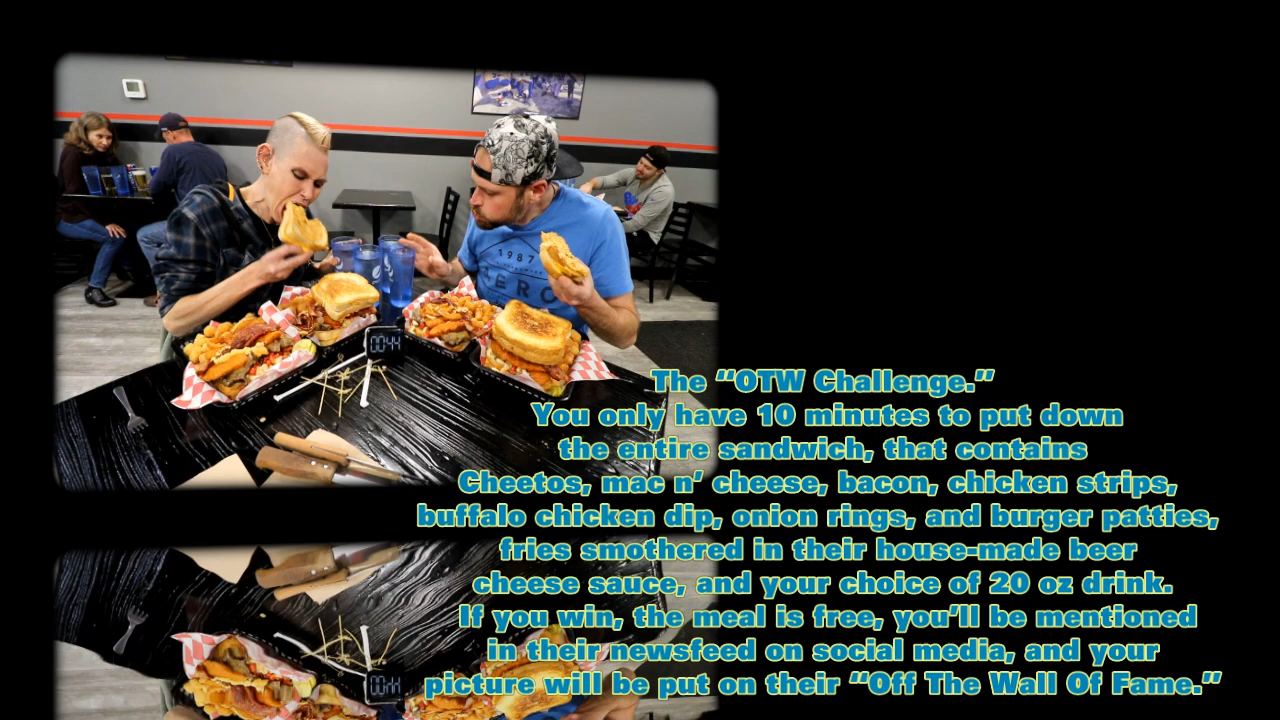 1987
AERO
00:44
The “OTW Challenge.”
You only have 10 minutes to put down
the entire sandwich, that contains
Cheetos, mac n’ cheese, bacon, chicken strips,
buffalo chicken dip, onion rings, and burger patties,
fries smothered in their house-made beer
cheese sauce, and your choice of 20 oz drink.
If you win, the meal is free, you’ll be mentioned
in their newsfeed on social media, and your
picture will be put on their “Off The Wall Of Fame.”